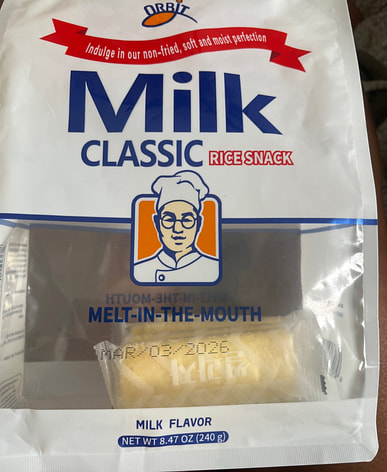 ORBIT
Indulge in our non-fried, soft and moist perfection
Milk
CLASSIC RICE SNACK
MELT-IN-THE-MOUTH
MELT-IN-THE-MOUTH
MAR/03/2026
MILK FLAVOR
NET WT 8.47 OZ (240 g)